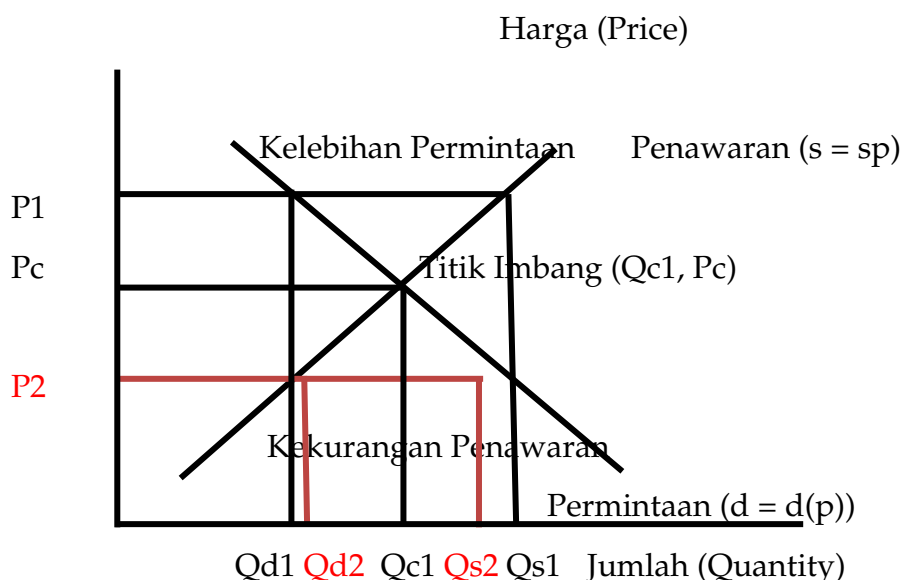 Harga (Price)
Kelebihan Permintaan
Penawaran (s = sp)
P1
Pc
Titik Imbang (Qc1, Pc)
P2
Kekurangan Penawaran
Permintaan (d = d(p))
Qd1 Qd2 Qc1 Qs2 Qs1 Jumlah (Quantity)